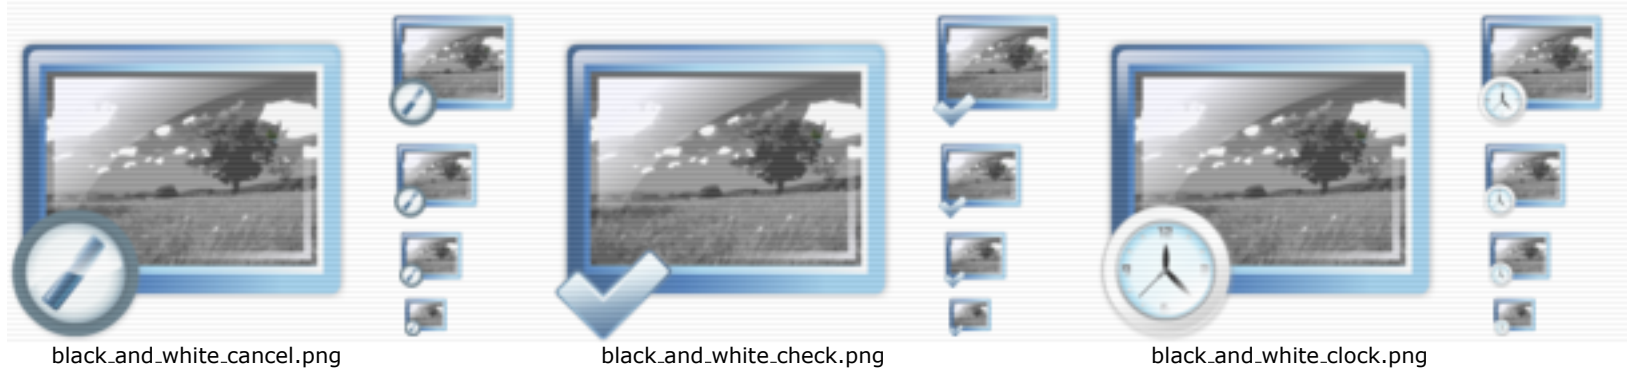 black_and_white_cancel.png
black_and_white_check.png
black_and_white_clock.png